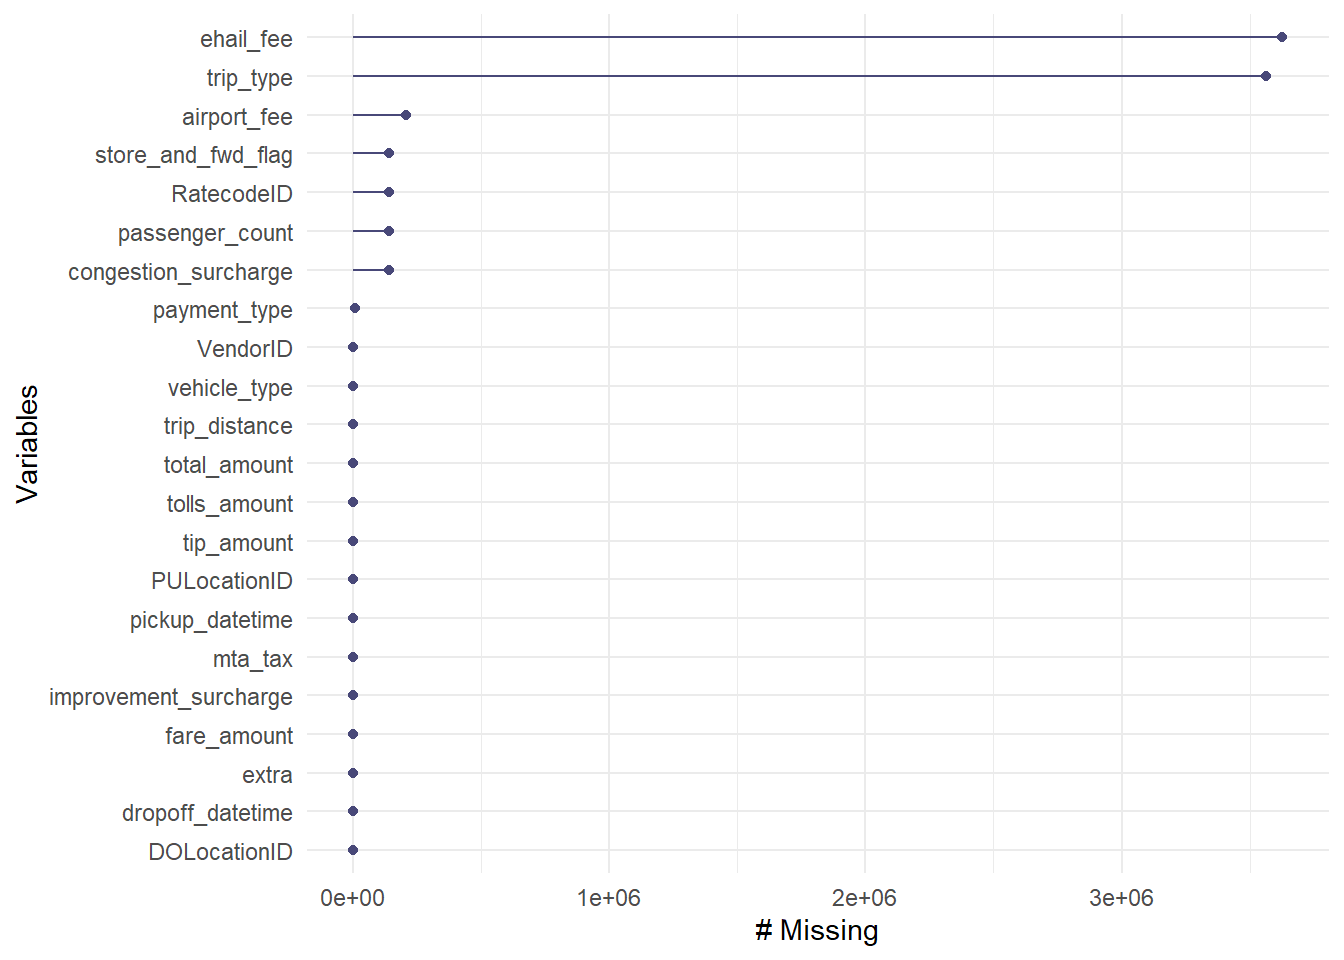 ehail_fee
trip_type
airport_fee
store_and_fwd_flag
RatecodeID
passenger_count
congestion_surcharge
payment_type
VendorID
vehicle_type
trip_distance
total_amount
tolls_amount
tip_amount
PULocationID
pickup_datetime
mta_tax
improvement_surcharge
fare_amount
extra
dropoff_datetime
DOLocationID
Variables
0e+00 1e+06 2e+06 3e+06
# Missing